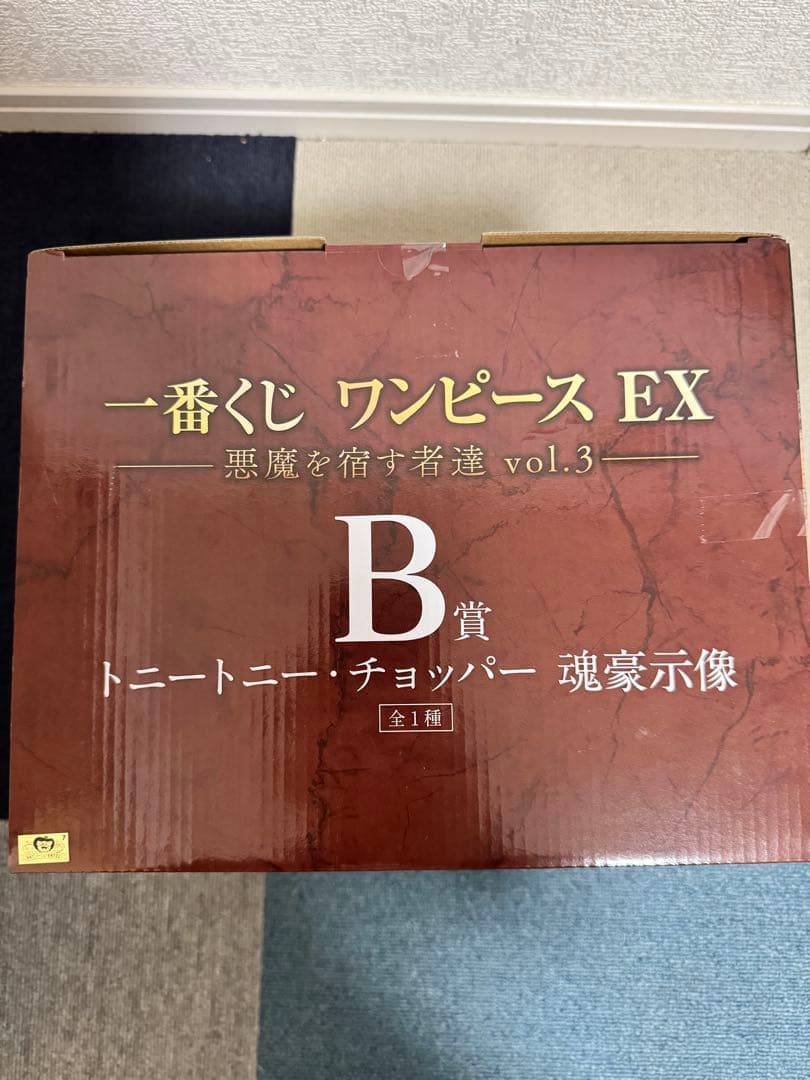 一番くじ ワンピース EX
悪魔を宿す者達 vol.3
B賞
トニートニー・チョッパー 魂豪示像
全1種